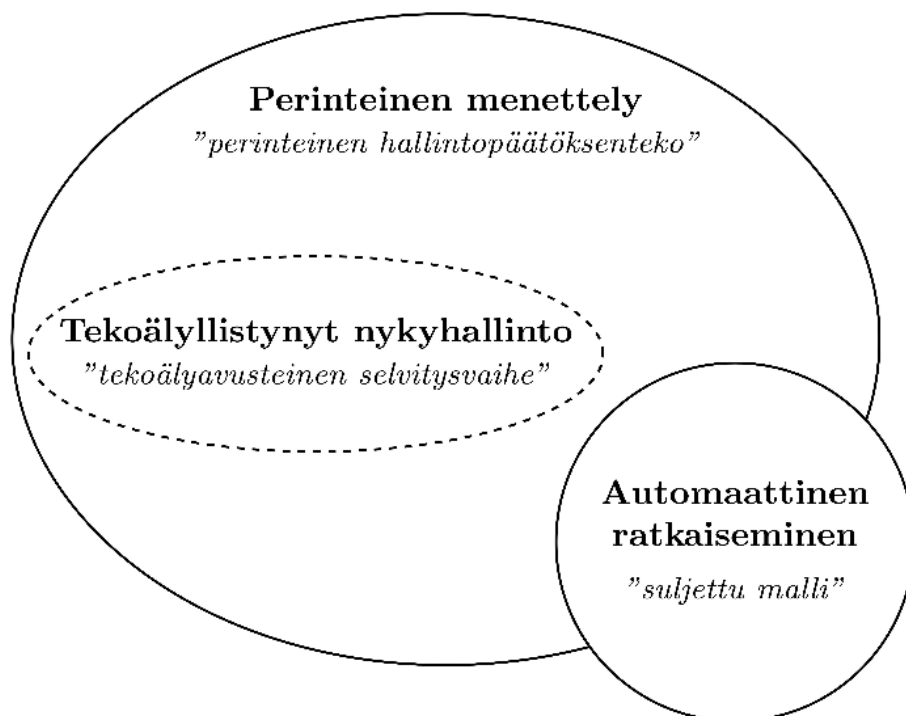 Perinteinen menettely
”perinteinen hallintopäätöksenteko”
Tekoälyllistynyt nykyhallinto
”tekoälyavusteinen selvitysvaihe”
Automaattinen
ratkaiseminen
”suljettu malli”